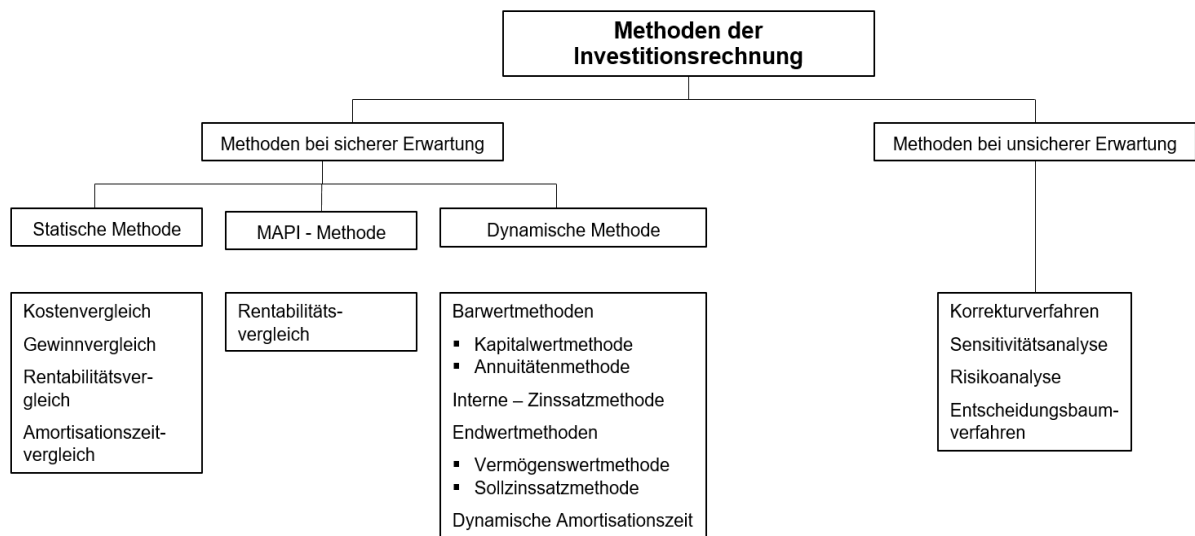 Methoden der
Investitionsrechnung
Methoden bei sicherer Erwartung
Methoden bei unsicherer Erwartung
Statische Methode
MAPI - Methode
Dynamische Methode
Kostenvergleich
Gewinnvergleich
Rentabilitätsver-
gleich
Amortisationszeit-
vergleich
Rentabilitäts-
vergleich
Barwertmethoden
▪ Kapitalwertmethode
▪ Annuitätenmethode
Interne – Zinssatzmethode
Endwertmethoden
▪ Vermögenswertmethode
▪ Sollzinssatzmethode
Dynamische Amortisationszeit
Korrekturverfahren
Sensitivitätsanalyse
Risikoanalyse
Entscheidungsbaum-
verfahren